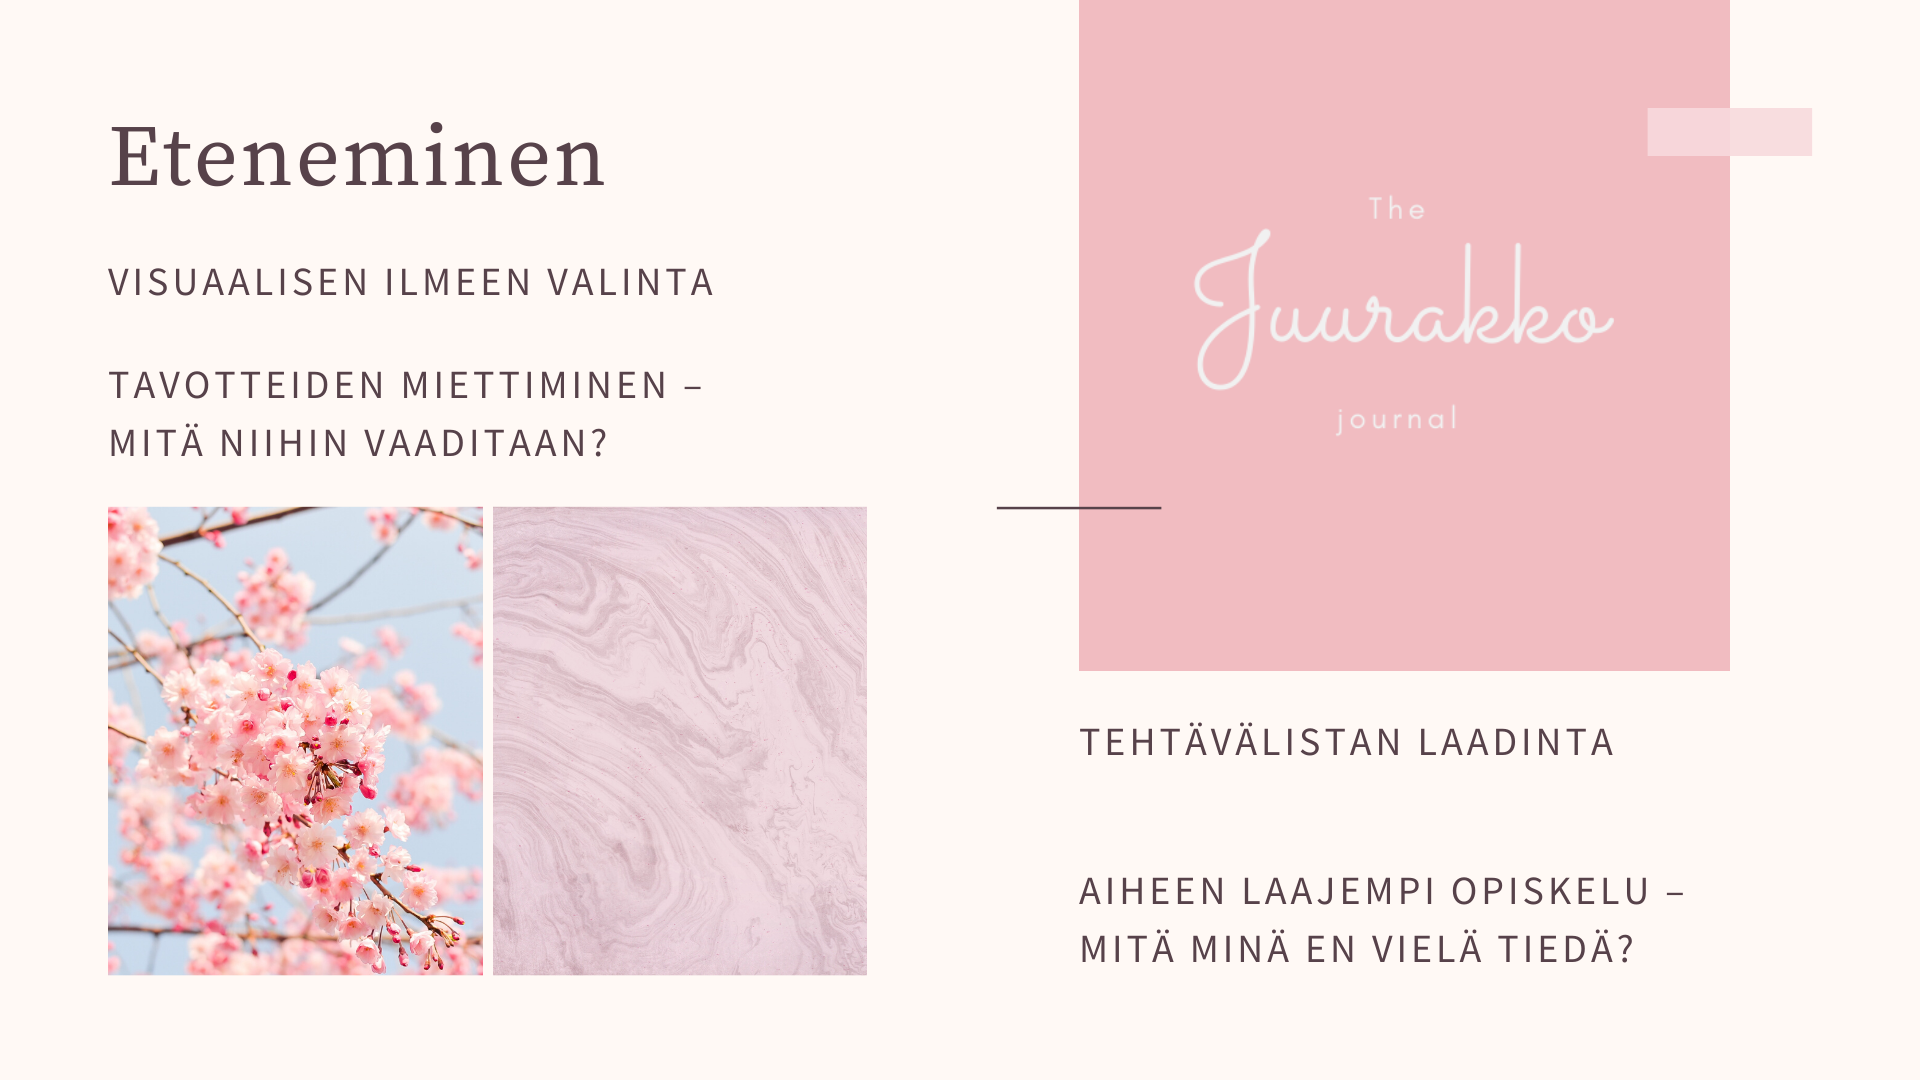 Eteneminen
VISUAALISEN ILMEEN VALINTA
TAVOTTEIDEN MIETTIMINEN –
MITÄ NIIHIN VAADITAAN?
The
Juurakko
journal
TEHTÄVÄLISTAN LAADINTA
AIHEEN LAAJEMPI OPISKELU –
MITÄ MINÄ EN VIELÄ TIEDÄ?